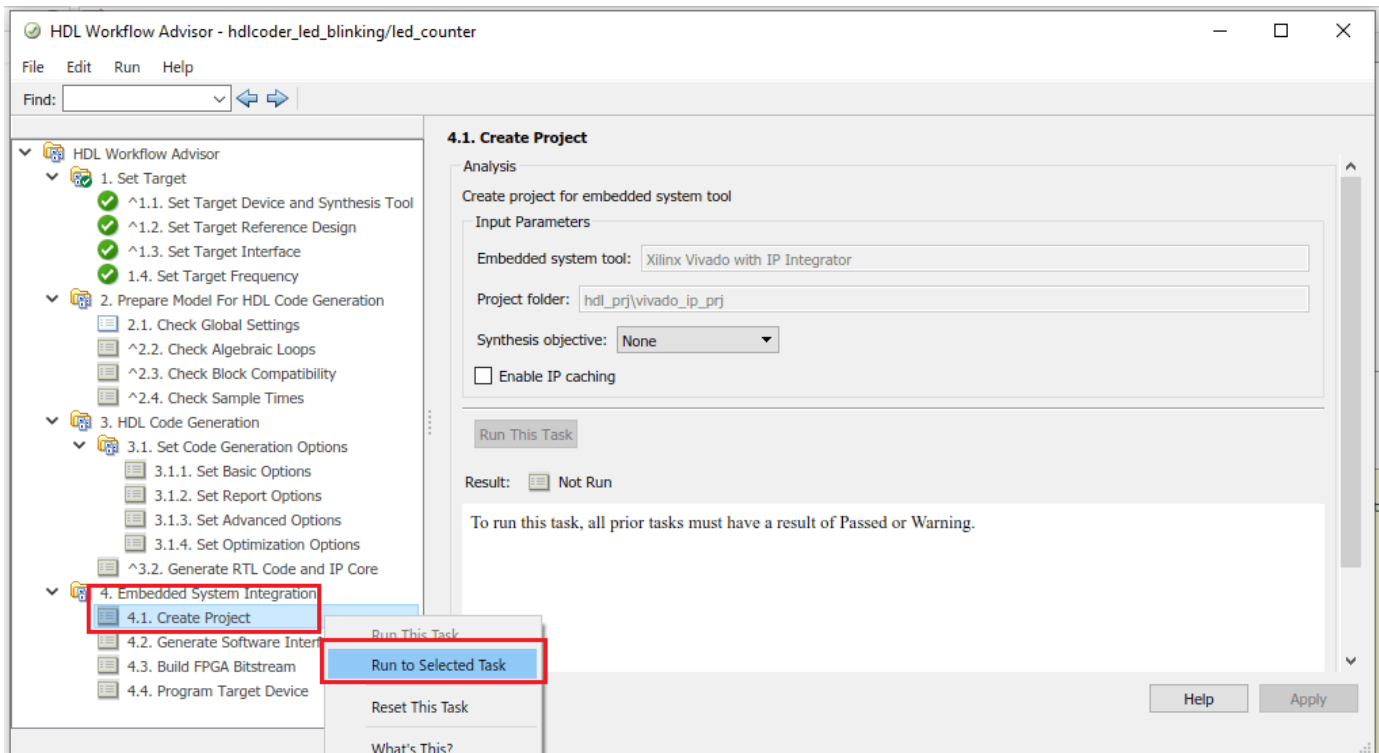 HDL Workflow Advisor - hdlcoder_led_blinking/led_counter
File Edit Run Help
Find:
HDL Workflow Advisor
1. Set Target
^1.1. Set Target Device and Synthesis Tool
^1.2. Set Target Reference Design
^1.3. Set Target Interface
1.4. Set Target Frequency
2. Prepare Model For HDL Code Generation
2.1. Check Global Settings
^2.2. Check Algebraic Loops
^2.3. Check Block Compatibility
^2.4. Check Sample Times
3. HDL Code Generation
3.1. Set Code Generation Options
3.1.1. Set Basic Options
3.1.2. Set Report Options
3.1.3. Set Advanced Options
3.1.4. Set Optimization Options
^3.2. Generate RTL Code and IP Core
4. Embedded System Integration
4.1. Create Project
4.2. Generate Software Interf
4.3. Build FPGA Bitstream
4.4. Program Target Device
Run This Task
Run to Selected Task
Reset This Task
What's This?
4.1. Create Project
Analysis
Create project for embedded system tool
Input Parameters
Embedded system tool: Xilinx Vivado with IP Integrator
Project folder: hdl_prj\vivado_ip_prj
Synthesis objective: None
Enable IP caching
Run This Task
Result: Not Run
To run this task, all prior tasks must have a result of Passed or Warning.
Help Apply